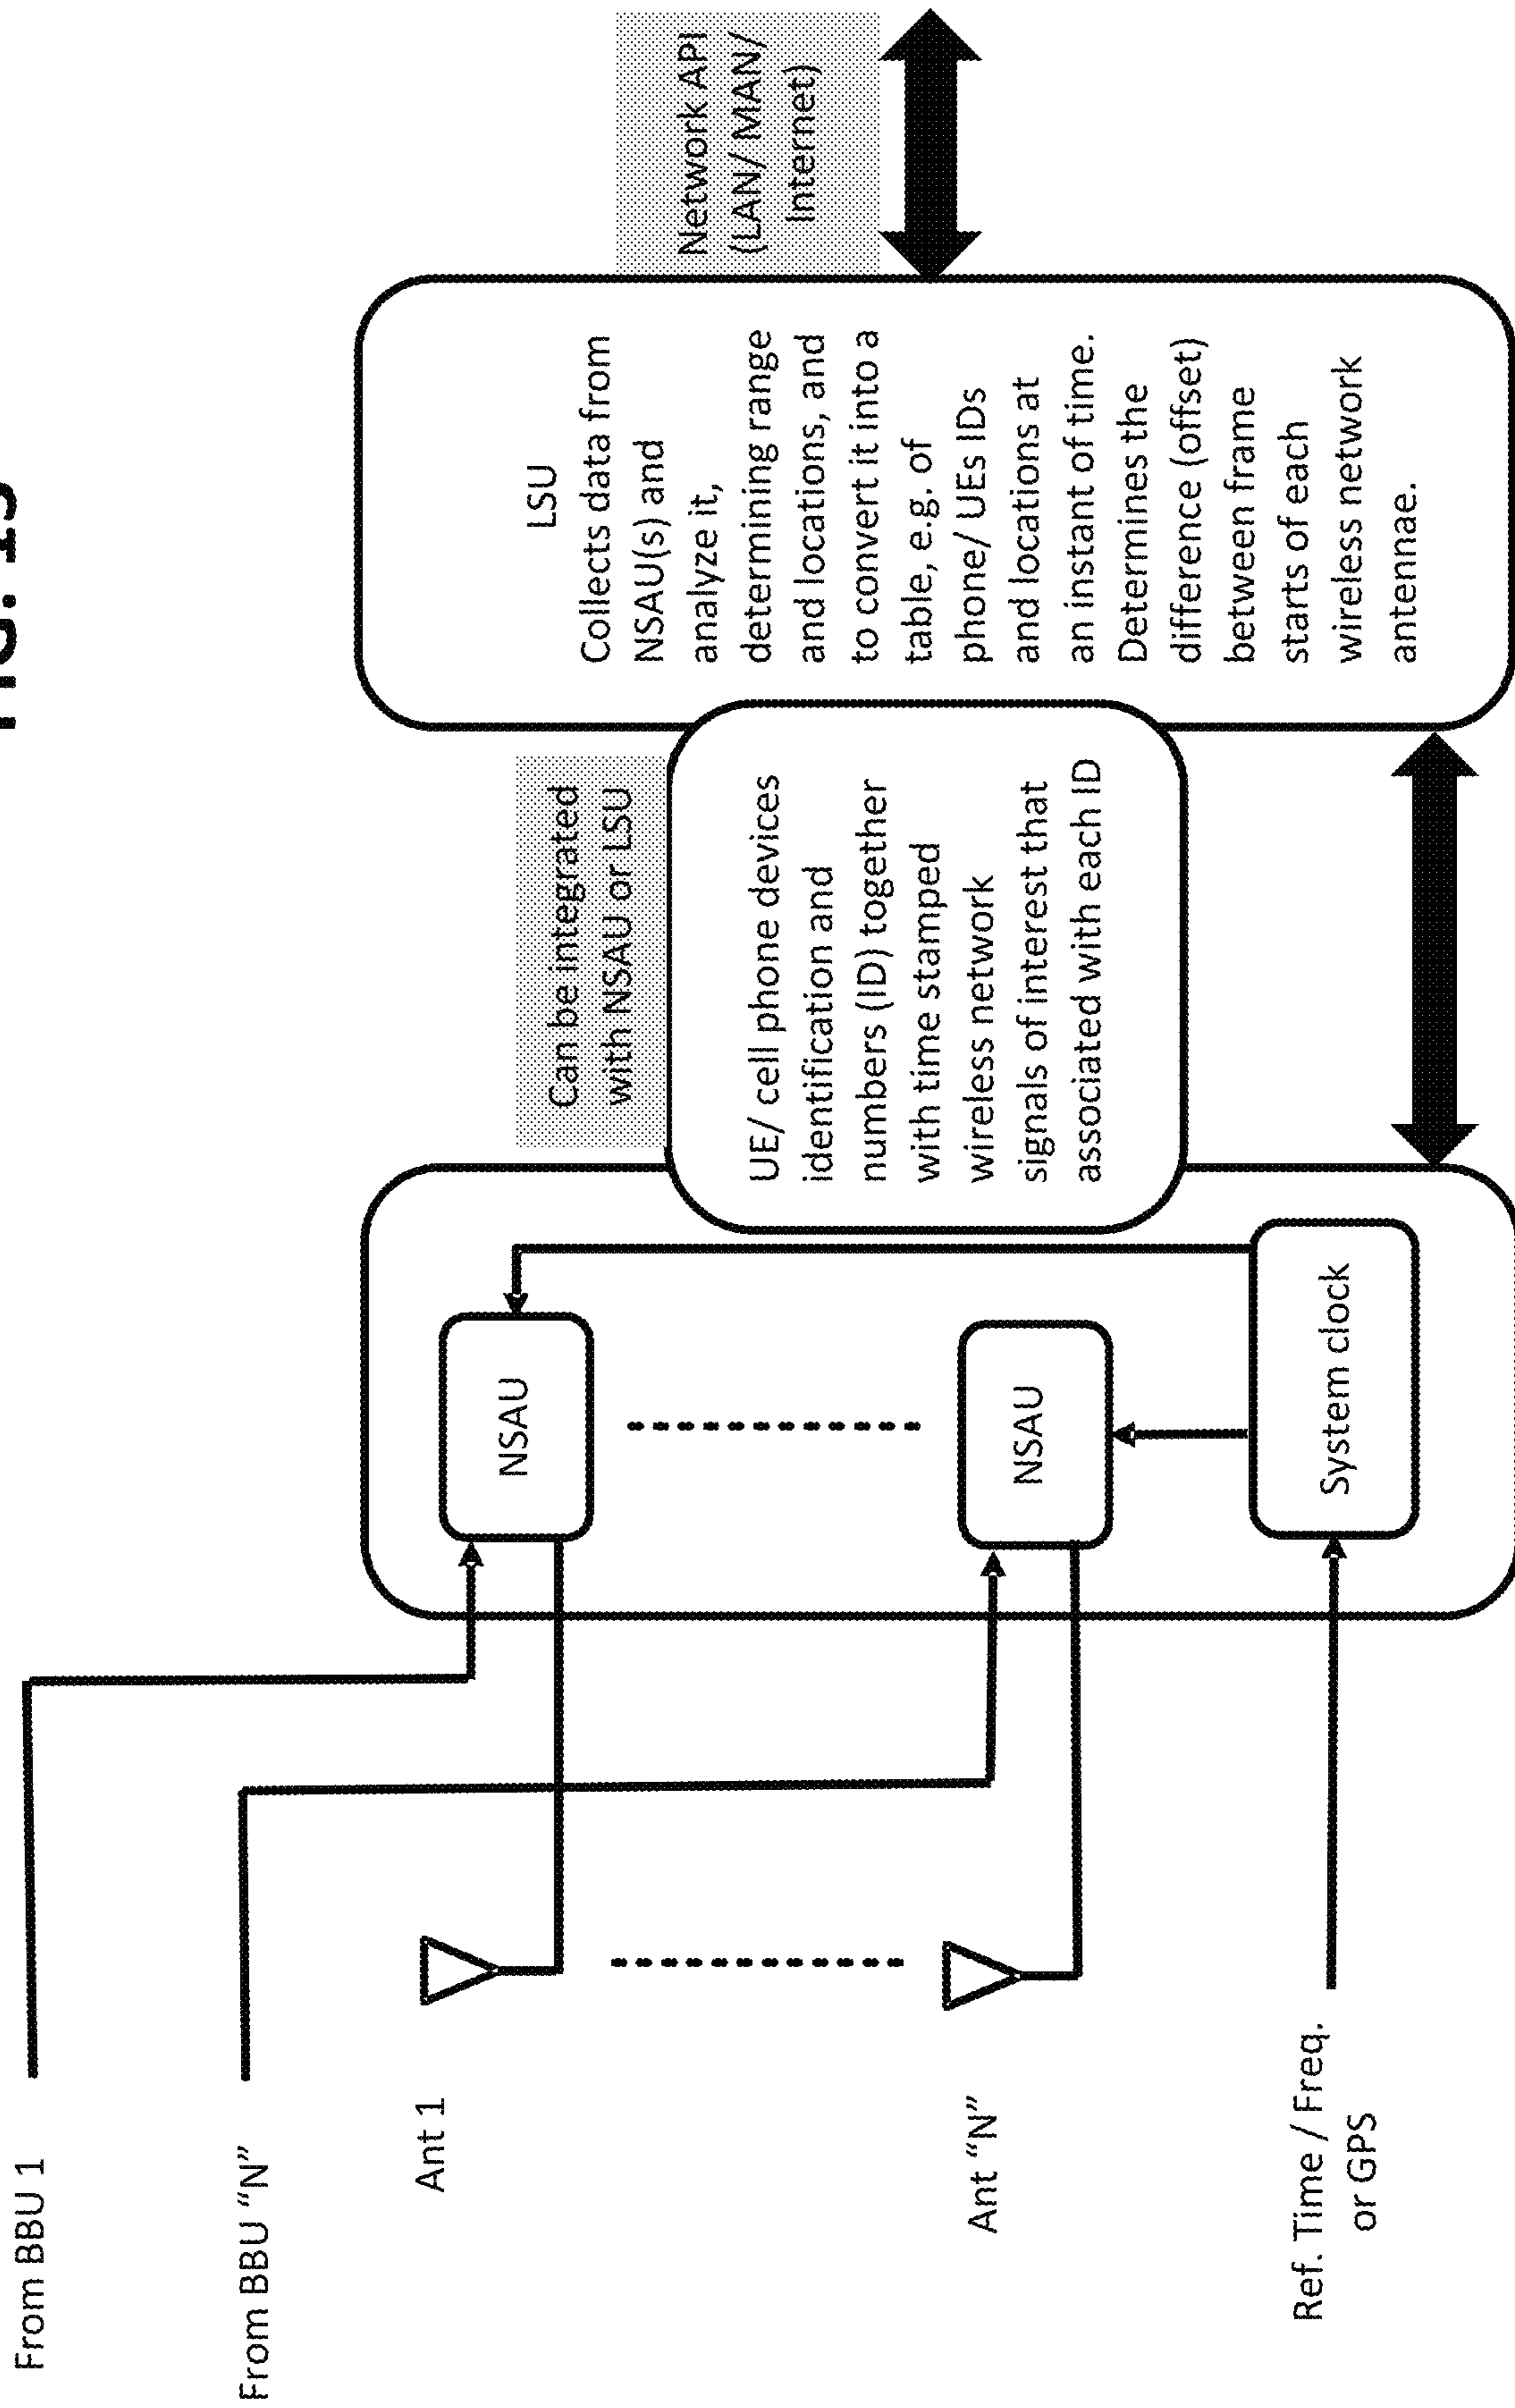 FIG.
From BBU 1
From BBU “N”
Ant 1
Ant “N”
Ref. Time / Freq.
or GPS
NSAU
NSAU
System clock
Can be integrated
with NSAU or LSU
UE/ cell phone devices
identification and
numbers (ID) together
with time stamped
wireless network
signals of interest that
associated with each ID
LSU
Collects data from
NSAU(s) and
analyze it,
determining range
and locations, and
to convert it into a
table, e.g. of
phone/ UEs IDs
and locations at
an instant of time.
Determines the
difference (offset)
between frame
starts of each
wireless network
antennae.
Network API
(LAN/ MAN/
Internet)